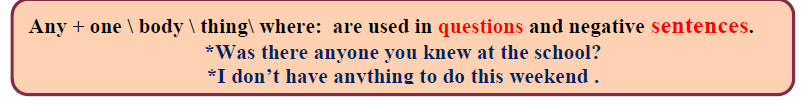 Any + one \ body \ thing\ where:  are used in questions and negative sentences.
*Was there anyone you knew at the school?
*I don't have anything to do this weekend .